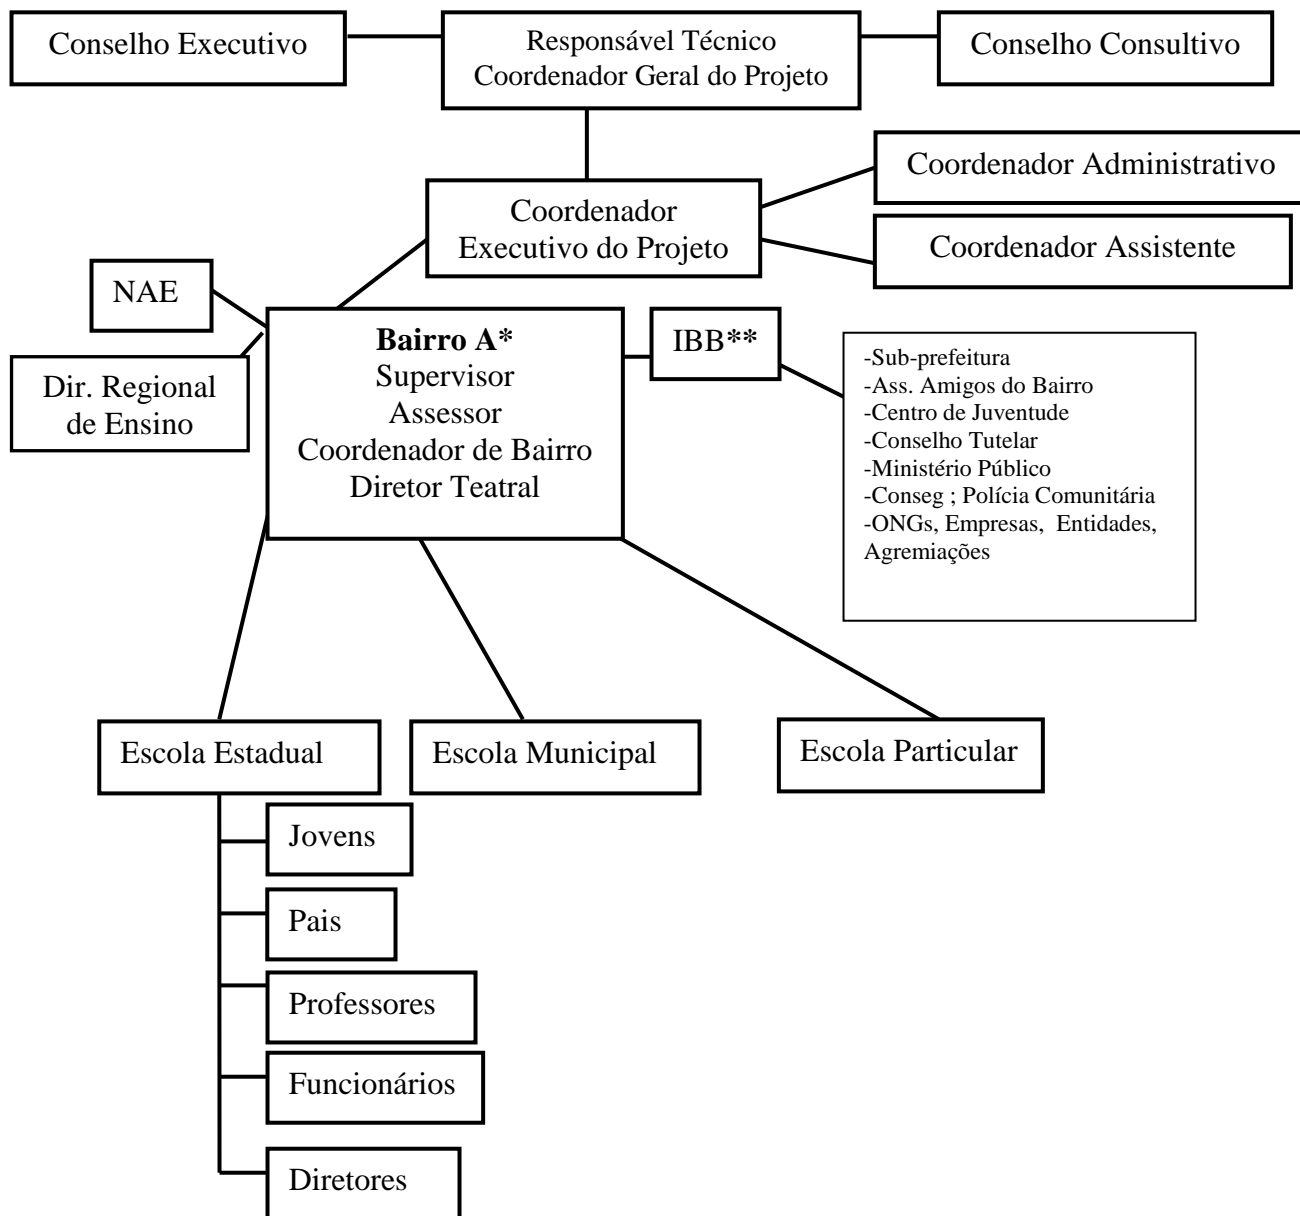 Conselho Executivo
Responsável Técnico
Coordenador Geral do Projeto
Conselho Consultivo
Coordenador Administrativo
Coordenador
Executivo do Projeto
Coordenador Assistente
NAE
Dir. Regional
de Ensino
Bairro A*
Supervisor
Assessor
Coordenador de Bairro
Diretor Teatral
IBB**
-Sub-prefeitura
-Ass. Amigos do Bairro
-Centro de Juventude
-Conselho Tutelar
-Ministério Público
-Conseg ; Polícia Comunitária
-ONGs, Empresas, Entidades,
Agremiações
Escola Estadual
Escola Municipal
Escola Particular
Jovens
Pais
Professores
Funcionários
Diretores